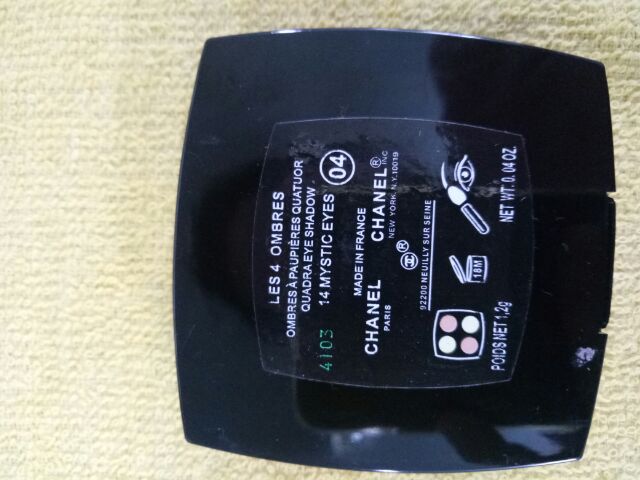 LES 4 OMBRES
OMBRES À PAUPIÈRES QUATUOR
QUADRA EYE SHADOW
14 MYSTIC EYES 04
4103
MADE IN FRANCE
CHANEL CHANEL® INC
PARIS NEW YORK. N.Y.10019
®
92200 NEUILLY SUR SEINE
18M
POIDS NET 1,2g NET WT. 0. 04 OZ.